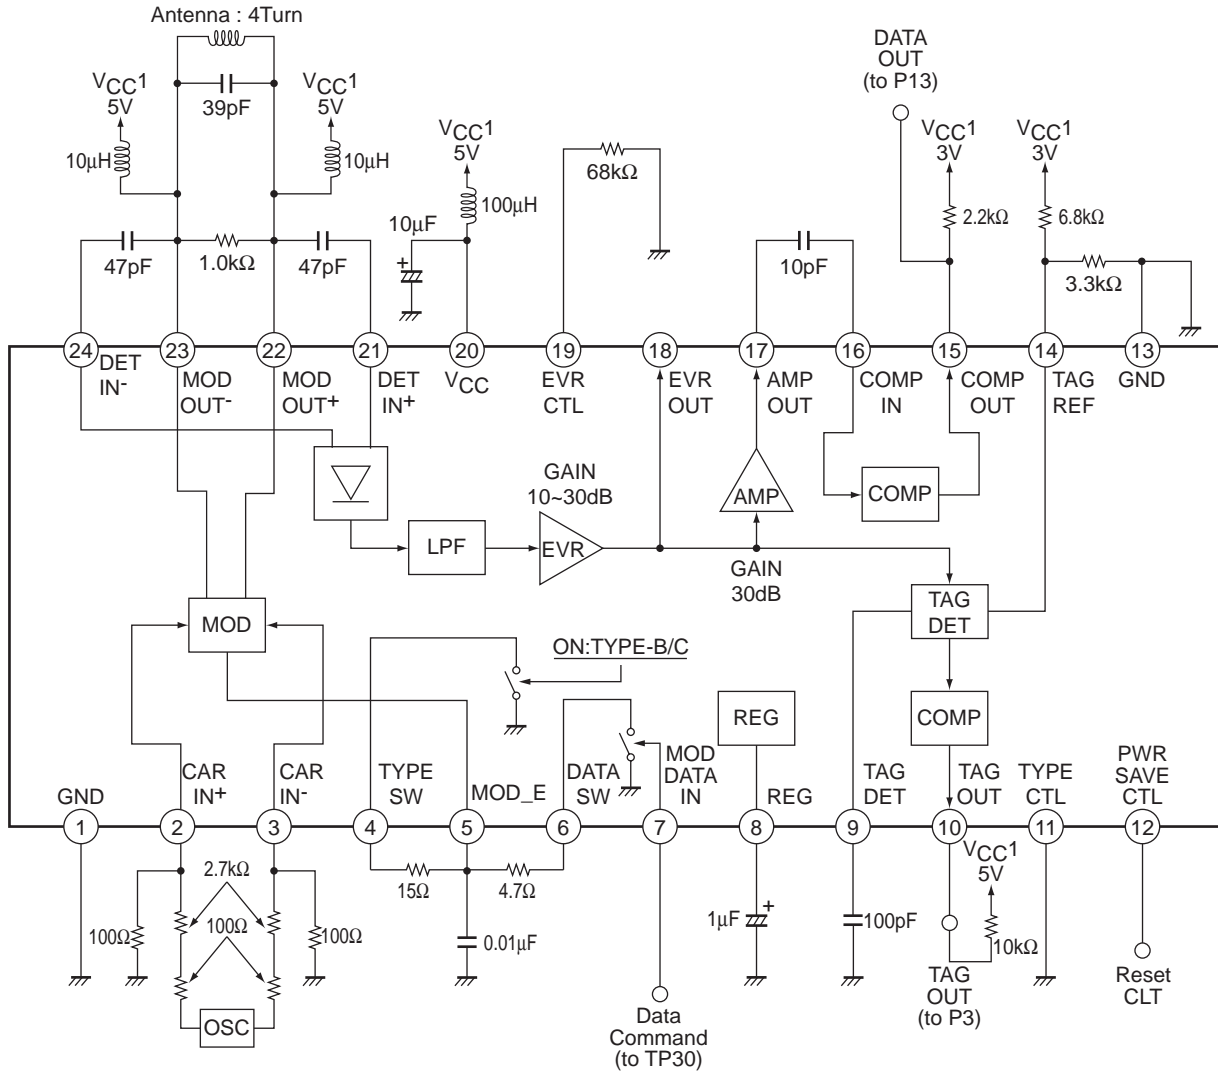 Antenna : 4Turn
VCC1
5V
39pF
VCC1
5V
10μH
10μH
47pF
1.0kΩ
47pF
VCC1
5V
10μF
+
100μH
68kΩ
10pF
DATA
OUT
(to P13)
VCC1
3V
VCC1
3V
2.2kΩ
6.8kΩ
3.3kΩ
24
23
22
21
20
19
18
17
16
15
14
13
DET
IN-
MOD
OUT-
MOD
OUT+
DET
IN+
VCC
EVR
CTL
EVR
OUT
AMP
OUT
COMP
IN
COMP
OUT
TAG
REF
GND
GAIN
10~30dB
LPF
EVR
AMP
COMP
GAIN
30dB
TAG
DET
MOD
ON:TYPE-B/C
REG
COMP
GND
CAR
IN+
CAR
IN-
TYPE
SW
MOD_E
DATA
SW
MOD
DATA
IN
REG
TAG
DET
TAG
OUT
TYPE
CTL
PWR
SAVE
CTL
1
2
3
4
5
6
7
8
9
10
11
12
2.7kΩ
100Ω
100Ω
100Ω
OSC
15Ω
4.7Ω
0.01μF
Data
Command
(to TP30)
1μF
+
100pF
VCC1
5V
10kΩ
TAG
OUT
(to P3)
Reset
CLT